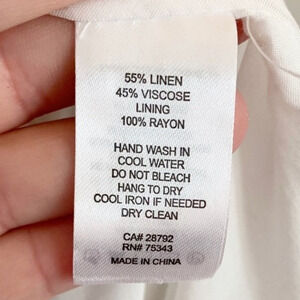 55% LINEN
45% VISCOSE
LINING
100% RAYON
HAND WASH IN
COOL WATER
DO NOT BLEACH
HANG TO DRY
COOL IRON IF NEEDED
DRY CLEAN
CA# 28792
RN# 75343
MADE IN CHINA